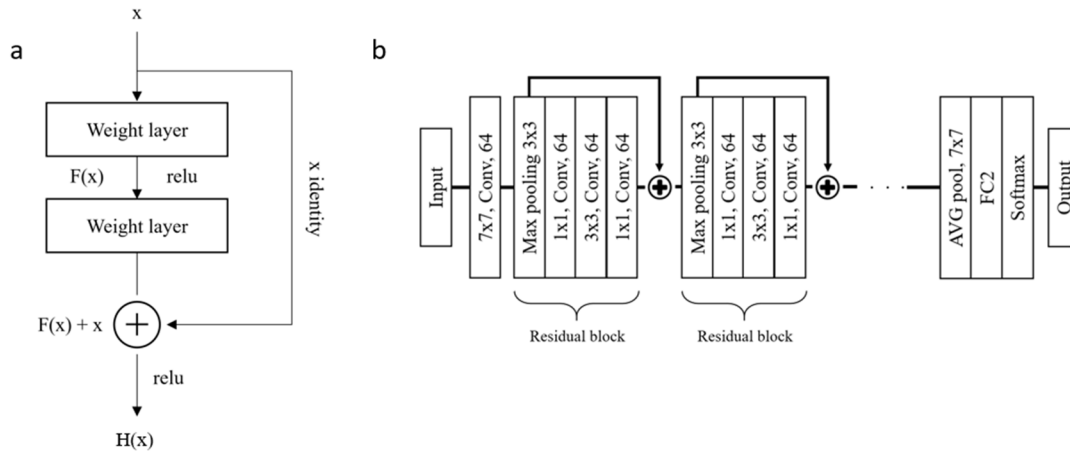 a
x
Weight layer
F(x)
relu
Weight layer
x identity
F(x) + x
relu
H(x)
b
Input
7x7, Conv, 64
Max pooling 3x3
1x1, Conv, 64
3x3, Conv, 64
1x1, Conv, 64
Residual block
Max pooling 3x3
1x1, Conv, 64
3x3, Conv, 64
1x1, Conv, 64
Residual block
AVG pool, 7x7
FC2
Softmax
Output